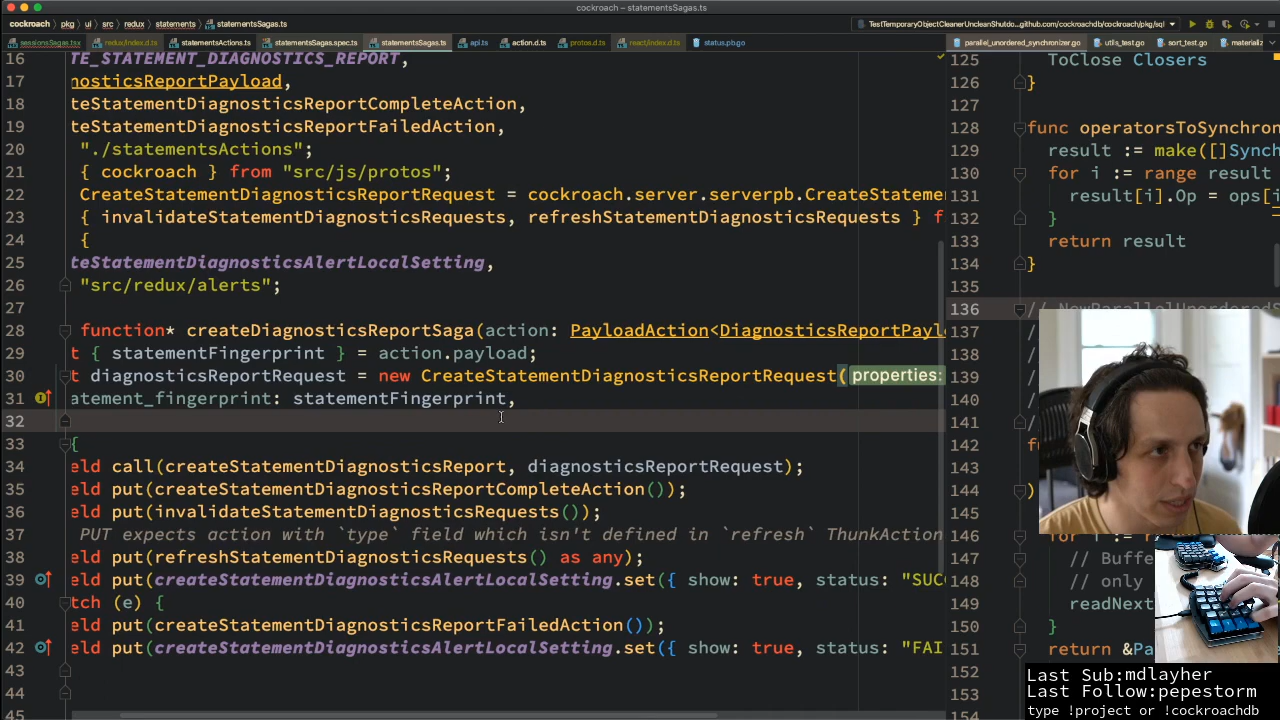 cockroach – statementsSagas.ts
cockroach › pkg › ui › src › redux › statements › statementsSagas.ts
TestTemporaryObjectCleanerUncleanShutdo...github.com/cockroachdb/cockroach/pkg/sql
sessionsSagas.tsx redux/index.d.ts statementsActions.ts statementsSagas.spec.ts statementsSagas.ts api.ts action.d.ts protos.d.ts react/index.d.ts status.pb.go
parallel_unordered_synchronizer.go utils_test.go sort_test.go materializ
16 TE_STATEMENT_DIAGNOSTICS_REPORT,
17 nosticsReportPayload,
18 teStatementDiagnosticsReportCompleteAction,
19 teStatementDiagnosticsReportFailedAction,
20 "./statementsActions";
21 { cockroach } from "src/js/protos";
22 CreateStatementDiagnosticsReportRequest = cockroach.server.serverpb.CreateStatem
23 { invalidateStatementDiagnosticsRequests, refreshStatementDiagnosticsRequests } f
24 {
25 teStatementDiagnosticsAlertLocalSetting,
26 "src/redux/alerts";
27
28 function* createDiagnosticsReportSaga(action: PayloadAction<DiagnosticsReportPayl
29 t { statementFingerprint } = action.payload;
30 t diagnosticsReportRequest = new CreateStatementDiagnosticsReportRequest( properties:
31 atement_fingerprint: statementFingerprint,
32
33 {
34 eld call(createStatementDiagnosticsReport, diagnosticsReportRequest);
35 eld put(createStatementDiagnosticsReportCompleteAction());
36 eld put(invalidateStatementDiagnosticsRequests());
37 PUT expects action with `type` field which isn't defined in `refresh` ThunkAction
38 eld put(refreshStatementDiagnosticsRequests() as any);
39 eld put(createStatementDiagnosticsAlertLocalSetting.set({ show: true, status: "SUC
40 tch (e) {
41 eld put(createStatementDiagnosticsReportFailedAction());
42 eld put(createStatementDiagnosticsAlertLocalSetting.set({ show: true, status: "FAI
43
44
45
125 ToClose Closers
126 }
127
128 func operatorsToSynchron
129 result := make([]Synch
130 for i := range result
131 result[i].Op = ops[i
132 }
133 return result
134 }
135
136 // NewParallelUnorderedS
137 /
138 /
139 /
140 /
141 /
142 f
143
144 )
145
146 for i := r
147 // Buffe
148 // only
149 readNext
150 }
151 return &Pa
152
153
154
Last Sub:mdlayher
Last Follow:pepestorm
type !project or !cockroachdb